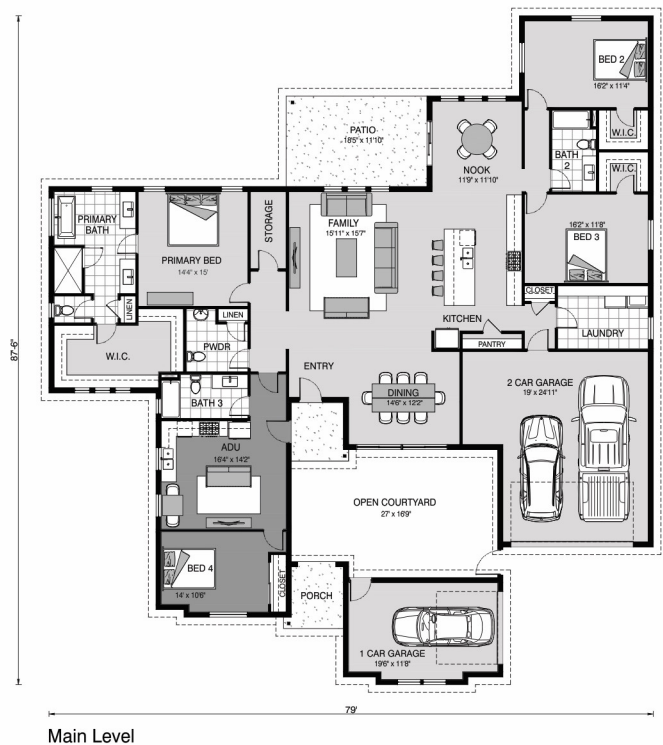 BED 2
16'2" x 11'4"
W.I.C.
PATIO
18'5" x 11'10"
NOOK
11'9" x 11'10"
BATH
2
W.I.C.
PRIMARY
BATH
PRIMARY BED
14'4" x 15'
STORAGE
FAMILY
15'11" x 15'7"
16'2" x 11'8"
BED 3
LINEN
LINEN
W.I.C.
PWDR
KITCHEN
CLOSET
LAUNDRY
PANTRY
87'-6"
BATH 3
ENTRY
DINING
14'6" x 12'2"
2 CAR GARAGE
19' x 24'11"
ADU
16'4" x 14'2"
OPEN COURTYARD
27' x 16'9"
BED 4
14' x 10'6"
CLOSET
PORCH
1 CAR GARAGE
19'6" x 11'8"
79'
Main Level